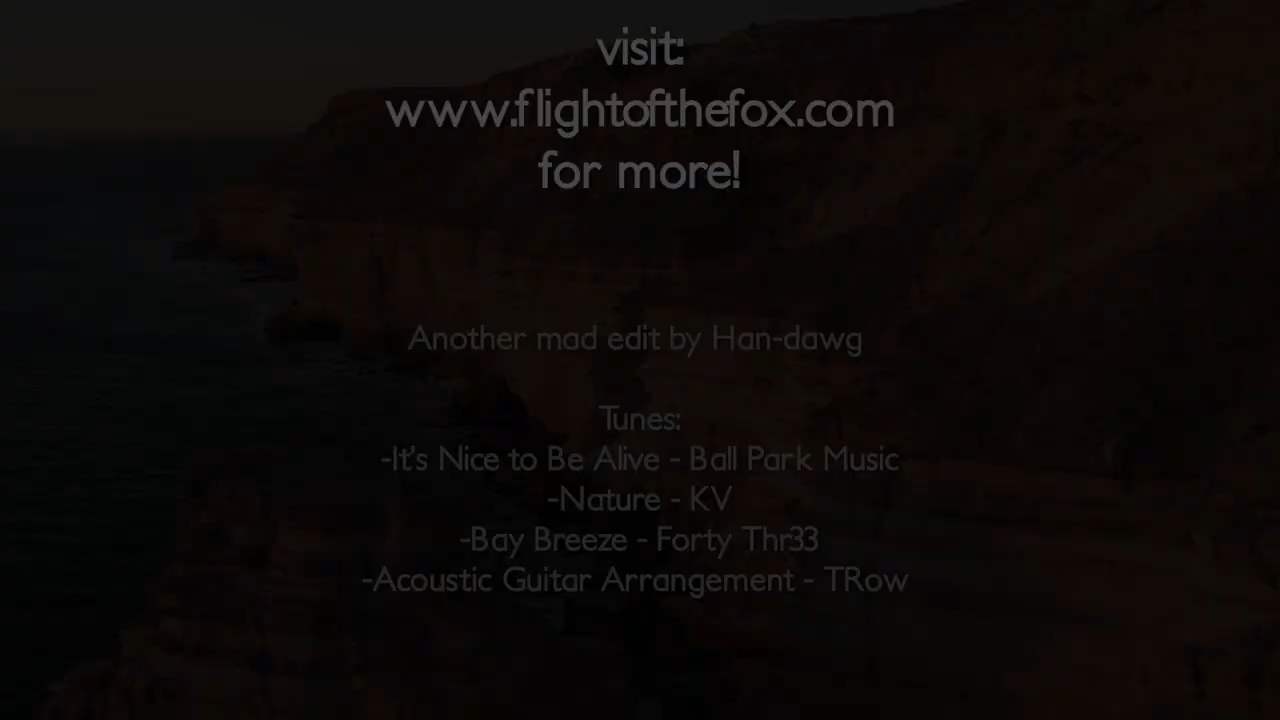 visit:
www.flightofthefox.com
for more!
Another mad edit by Han-dawg
Tunes:
-It's Nice to Be Alive - Ball Park Music
-Nature - KV
-Bay Breeze - Forty Thr33
-Acoustic Guitar Arrangement - TRow